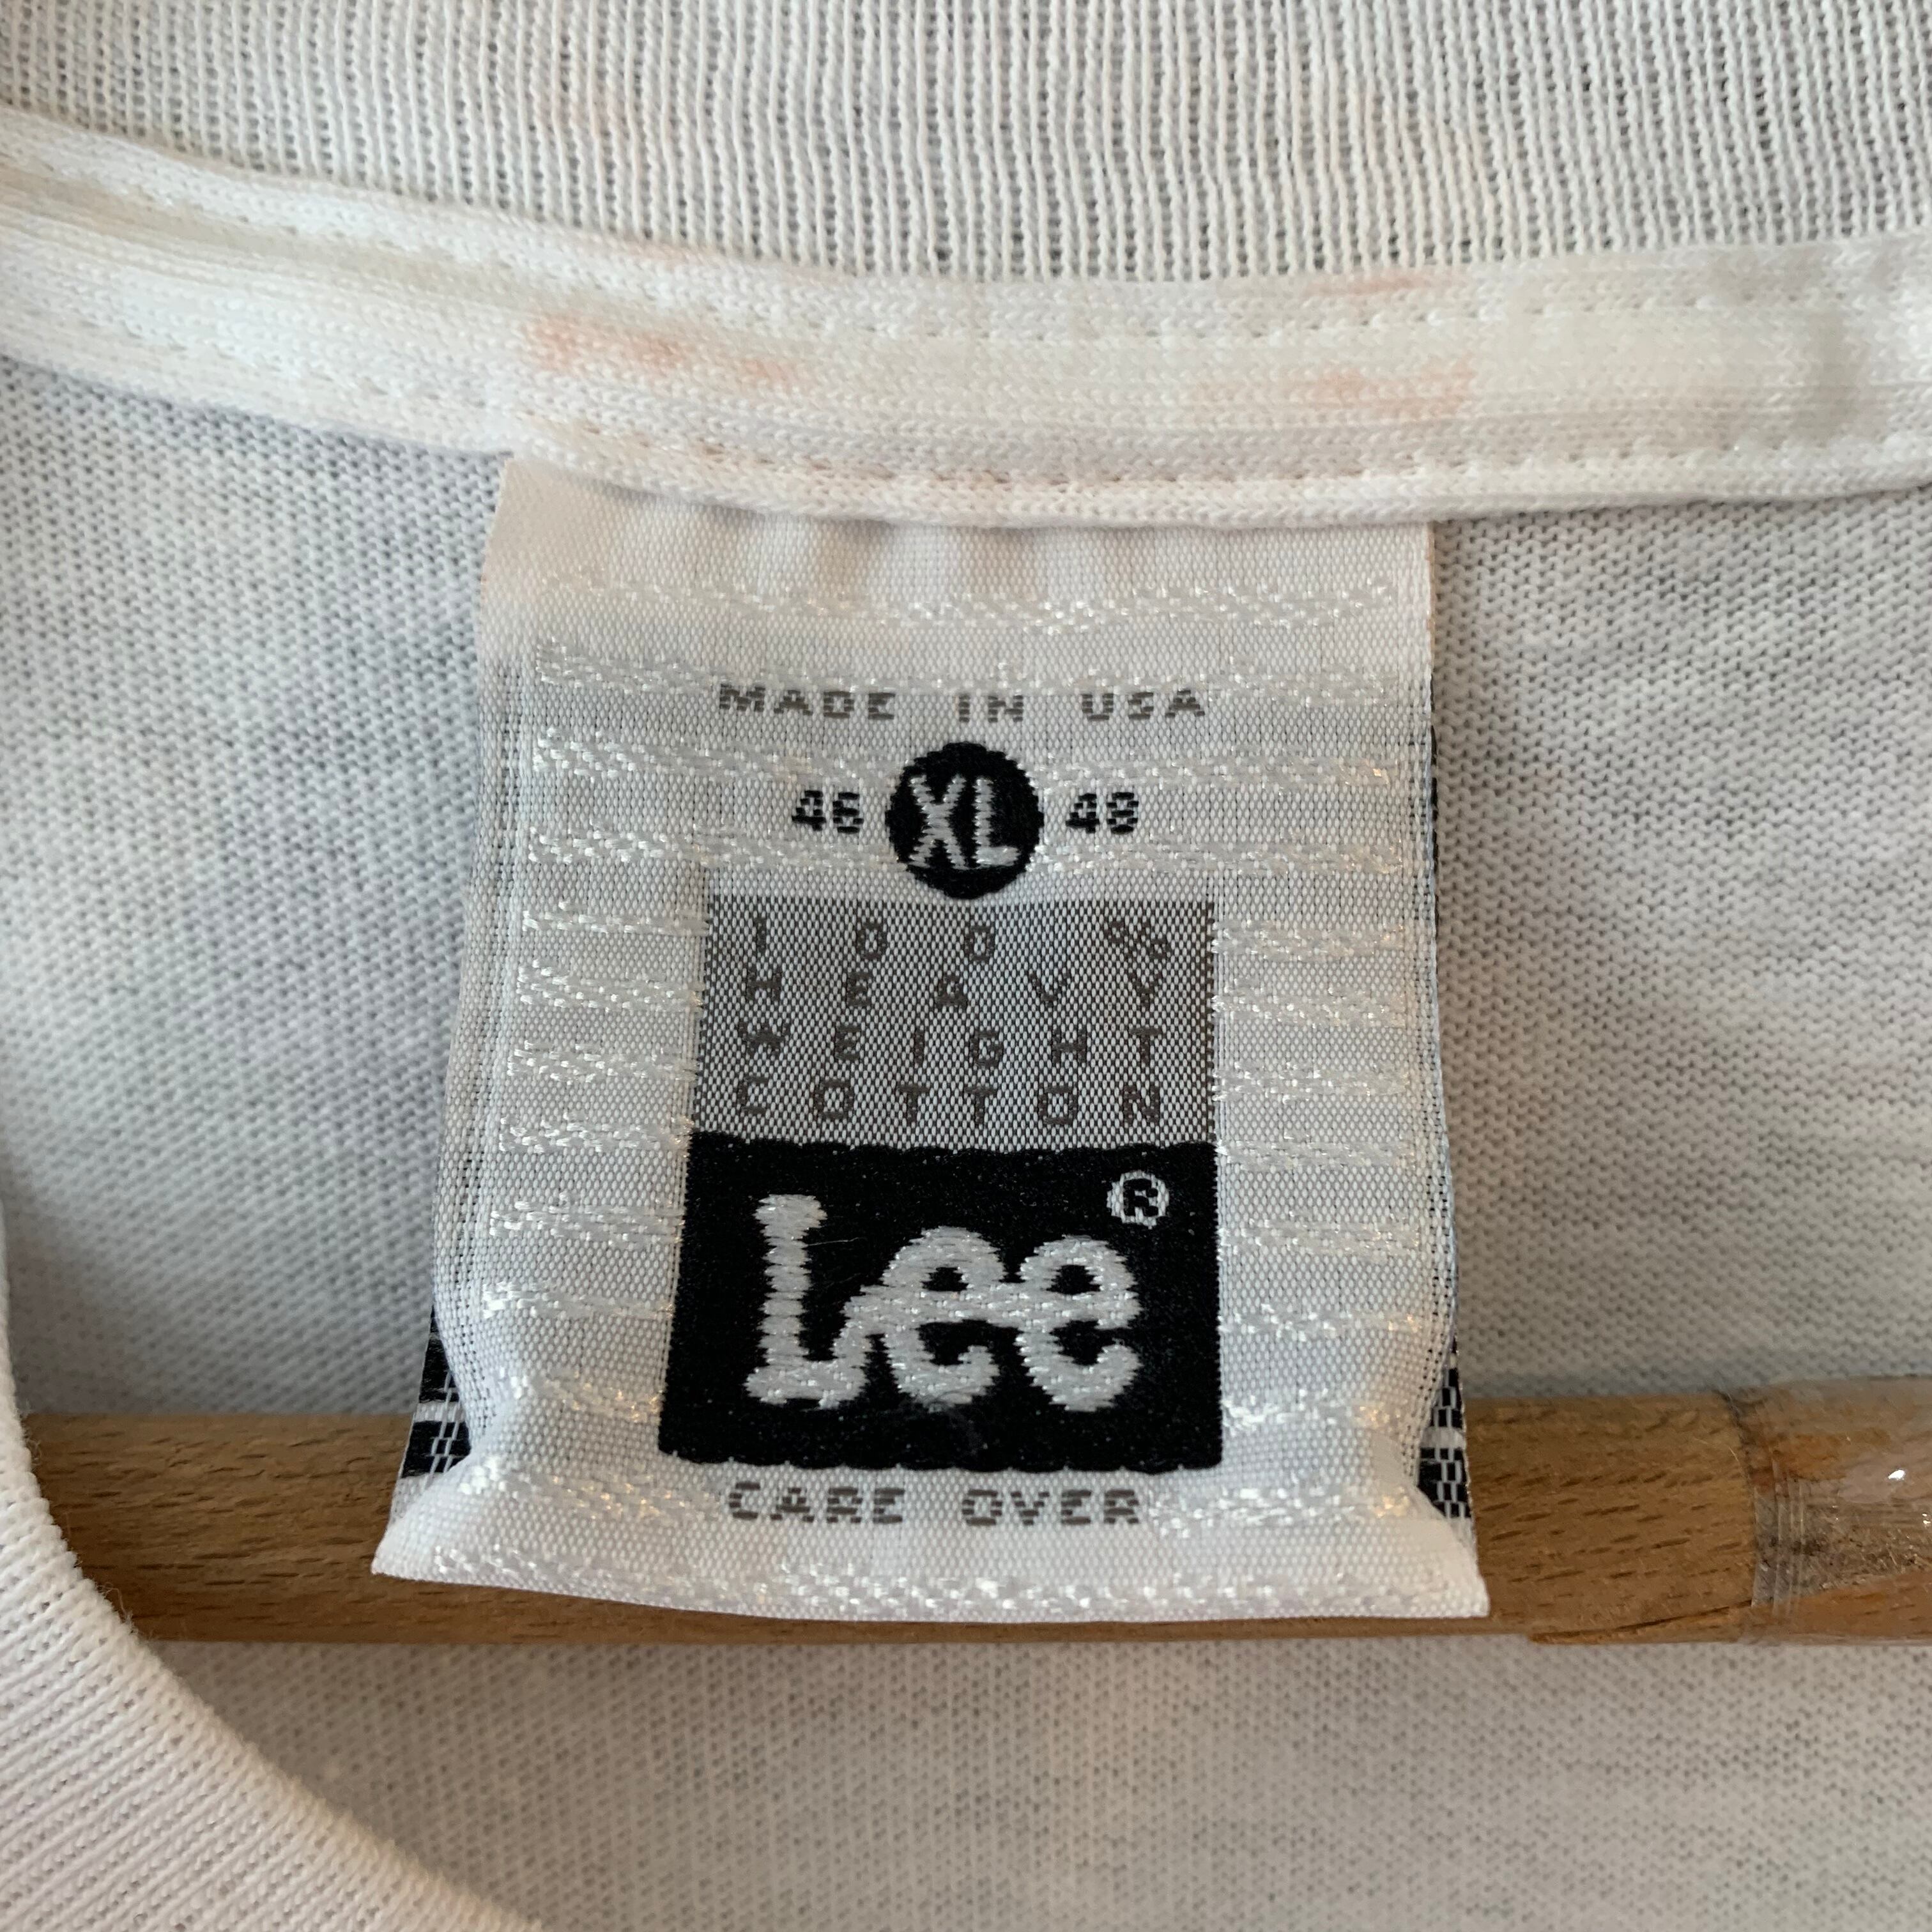 MADE IN USA
46 XL 48
100%
HEAVY
WEIGHT
COTTON
Lee®
CARE OVER